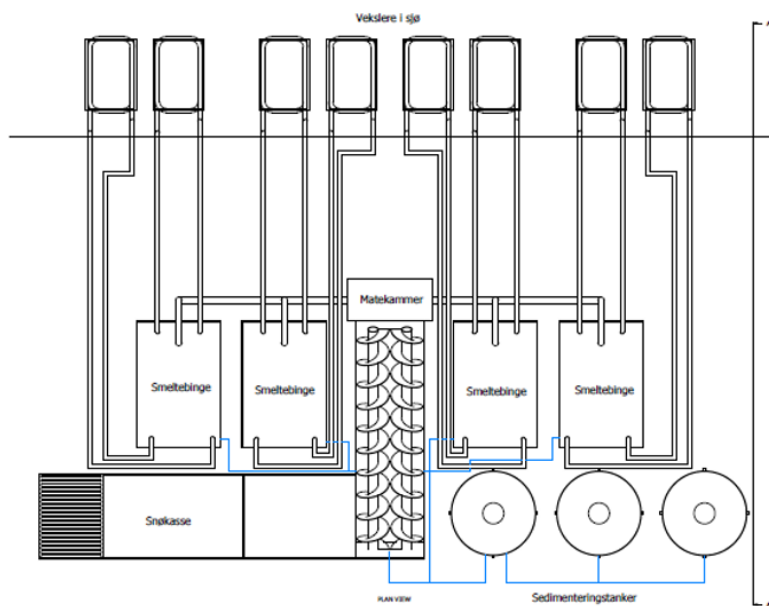 Vekslere i sjø
Matekammer
Smeltebinge
Smeltebinge
Smeltebinge
Smeltebinge
Snøkasse
PLAN VIEW
Sedimenteringstanker